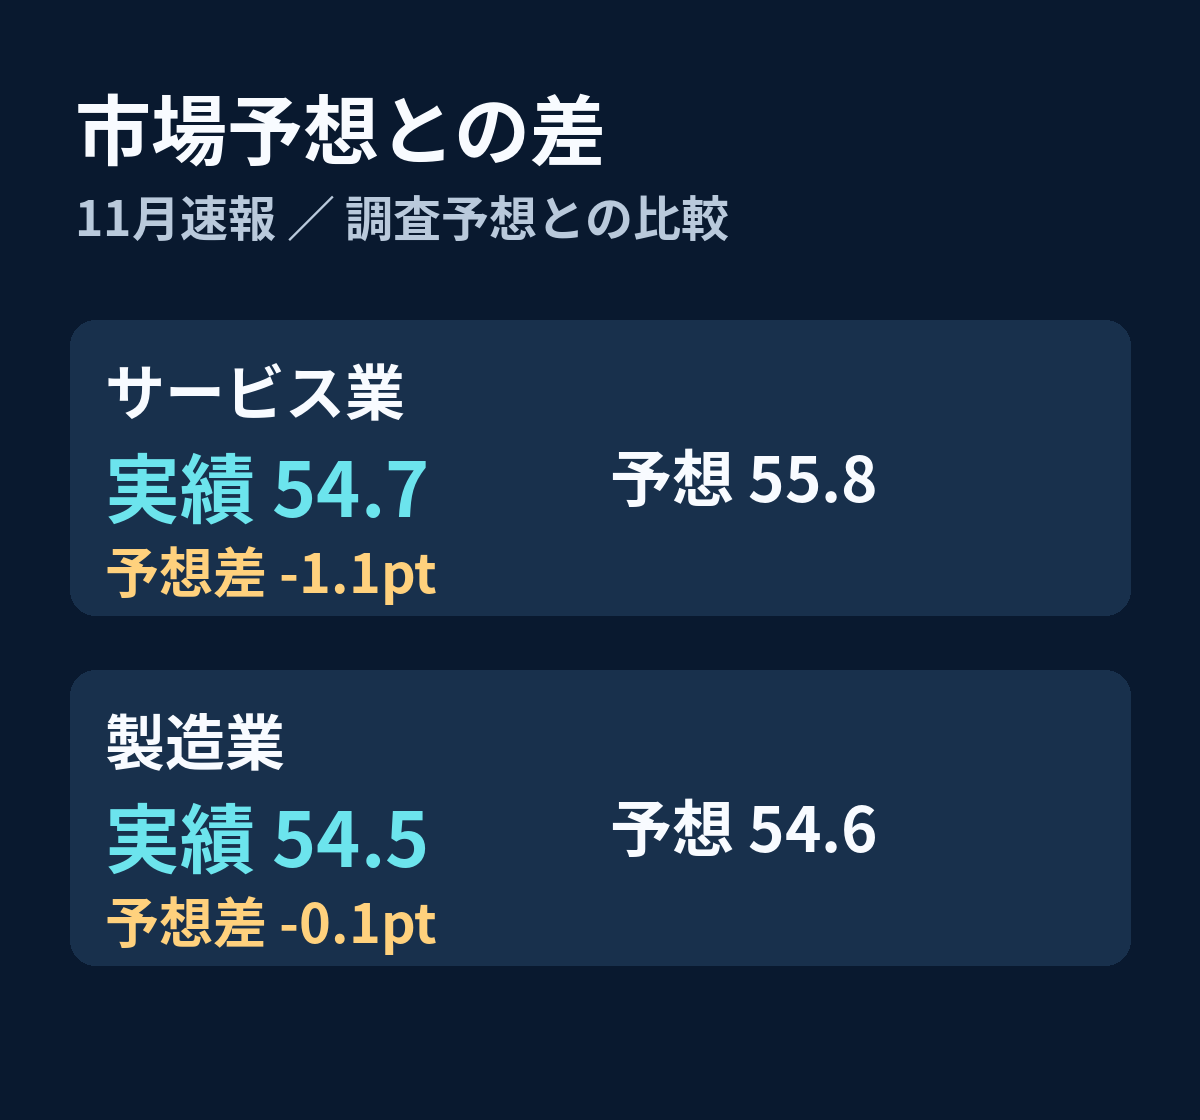 市場予想との差
11月速報 ／ 調査予想との比較
サービス業
実績 54.7 予想 55.8
予想差 -1.1pt
製造業
実績 54.5 予想 54.6
予想差 -0.1pt